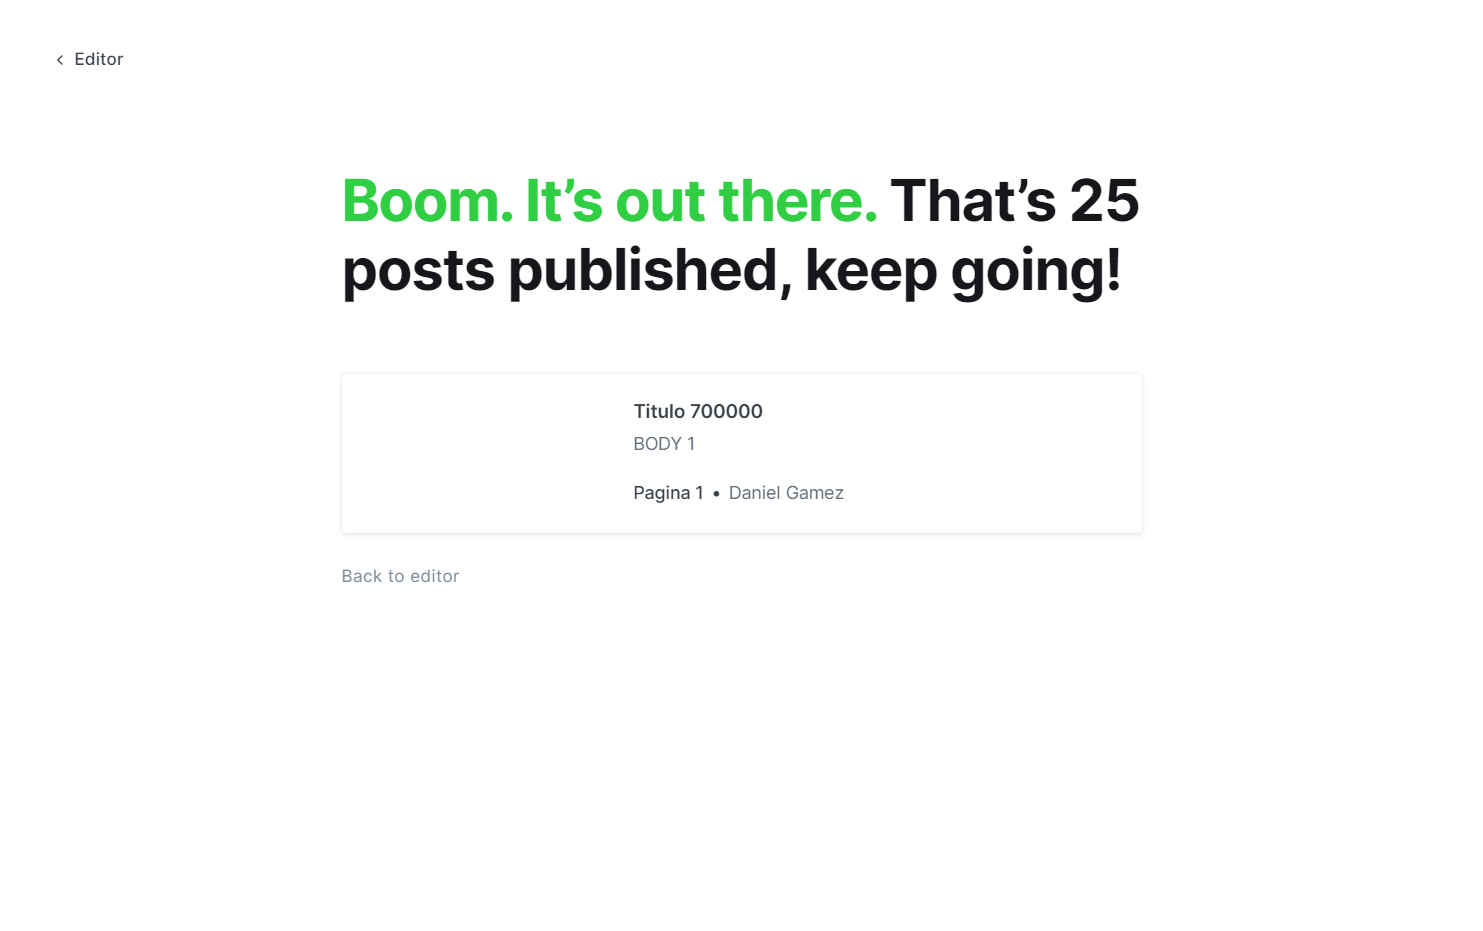 Editor
Boom. It’s out there. That’s 25
posts published, keep going!
Titulo 700000
BODY 1
Pagina 1 • Daniel Gamez
Back to editor